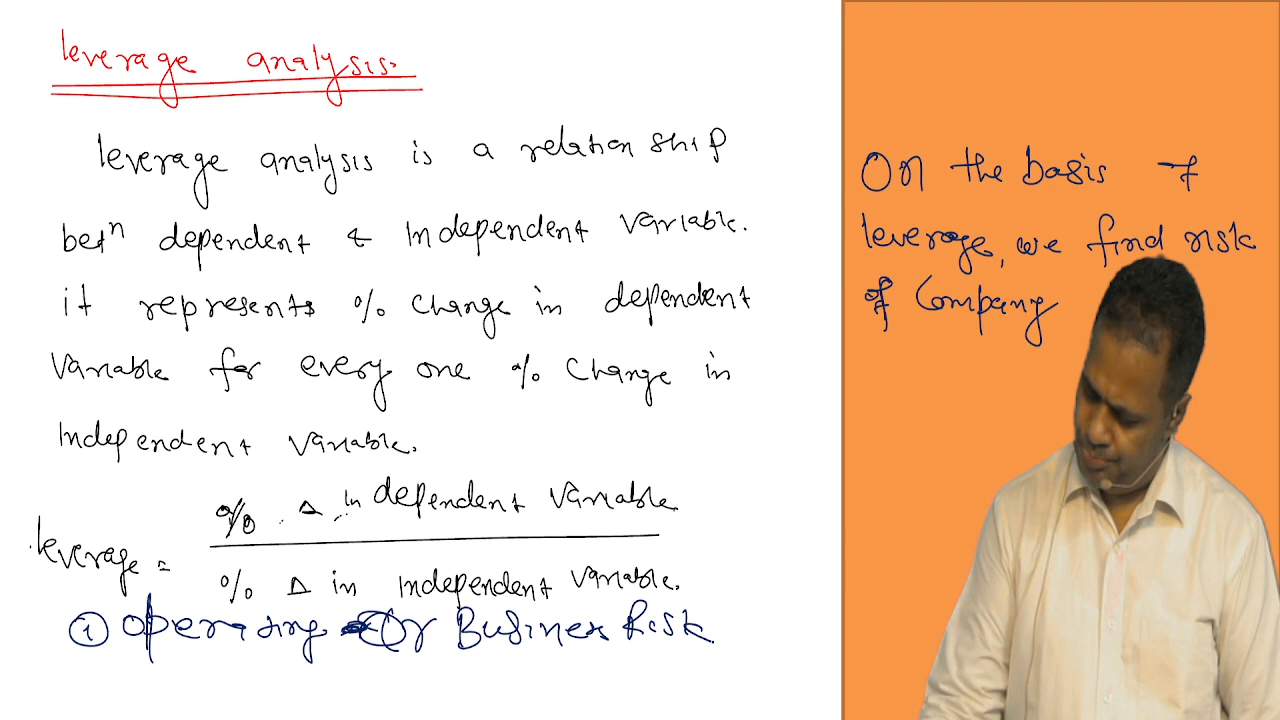 leverage analysis.
leverage analysis is a relationship
betⁿ dependent & Independent variable.
it represents % change in dependent
variable for every one % change in
Independent variable.
% Δ in dependent variable
leverage =
% Δ in independent variable.
① Operating Or Business Risk
On the basis of
leverage, we find risk
of Company